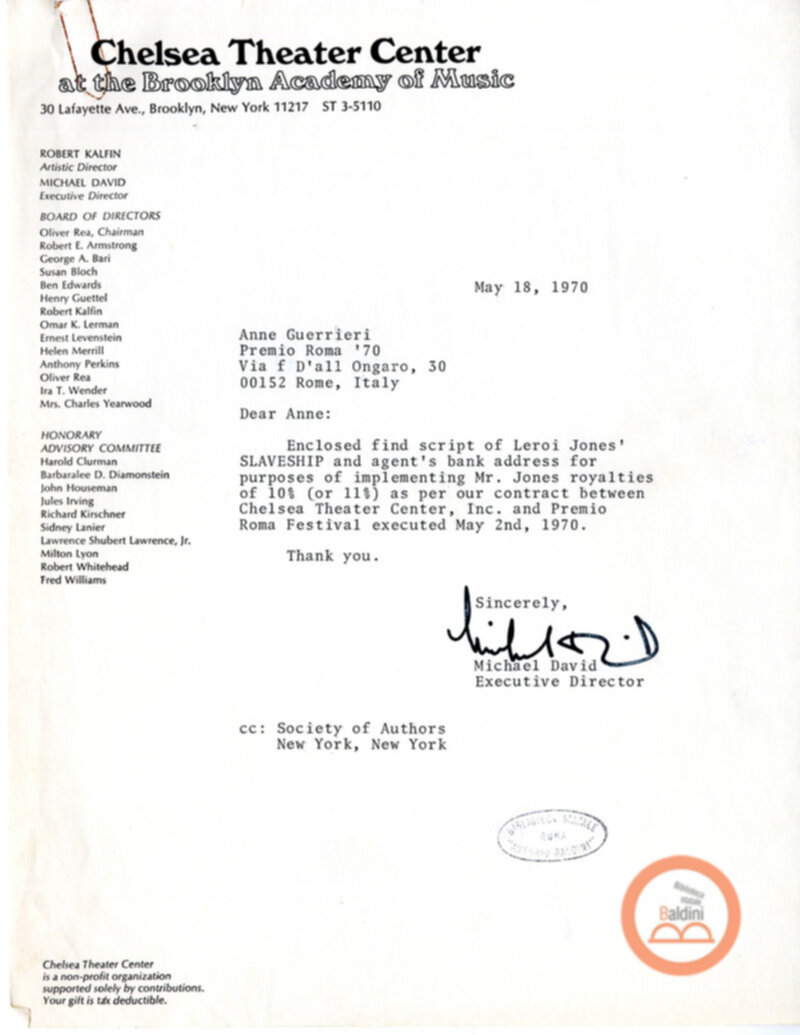 Chelsea Theater Center
at the Brooklyn Academy of Music
30 Lafayette Ave., Brooklyn, New York 11217 ST 3-5110
ROBERT KALFIN
Artistic Director
MICHAEL DAVID
Executive Director
BOARD OF DIRECTORS
Oliver Rea, Chairman
Robert E. Armstrong
George A. Bari
Susan Bloch
Ben Edwards
Henry Guettel
Robert Kalfin
Omar K. Lerman
Ernest Levenstein
Helen Merrill
Anthony Perkins
Oliver Rea
Ira T. Wender
Mrs. Charles Yearwood
HONORARY
ADVISORY COMMITTEE
Harold Clurman
Barbaralee D. Diamonstein
John Houseman
Jules Irving
Richard Kirschner
Sidney Lanier
Lawrence Shubert Lawrence, Jr.
Milton Lyon
Robert Whitehead
Fred Williams
May 18, 1970
Anne Guerrieri
Premio Roma '70
Via f D'all Ongaro, 30
00152 Rome, Italy
Dear Anne:
Enclosed find script of Leroi Jones'
SLAVESHIP and agent's bank address for
purposes of implementing Mr. Jones royalties
of 10% (or 11%) as per our contract between
Chelsea Theater Center, Inc. and Premio
Roma Festival executed May 2nd, 1970.
Thank you.
Sincerely,
Michael David
Michael David
Executive Director
cc: Society of Authors
New York, New York
BIBLIOTECA STATALE
ROMA
"ANTONIO BALDINI"
Biblioteca
statale
Baldini
Chelsea Theater Center
is a non-profit organization
supported solely by contributions.
Your gift is tax deductible.